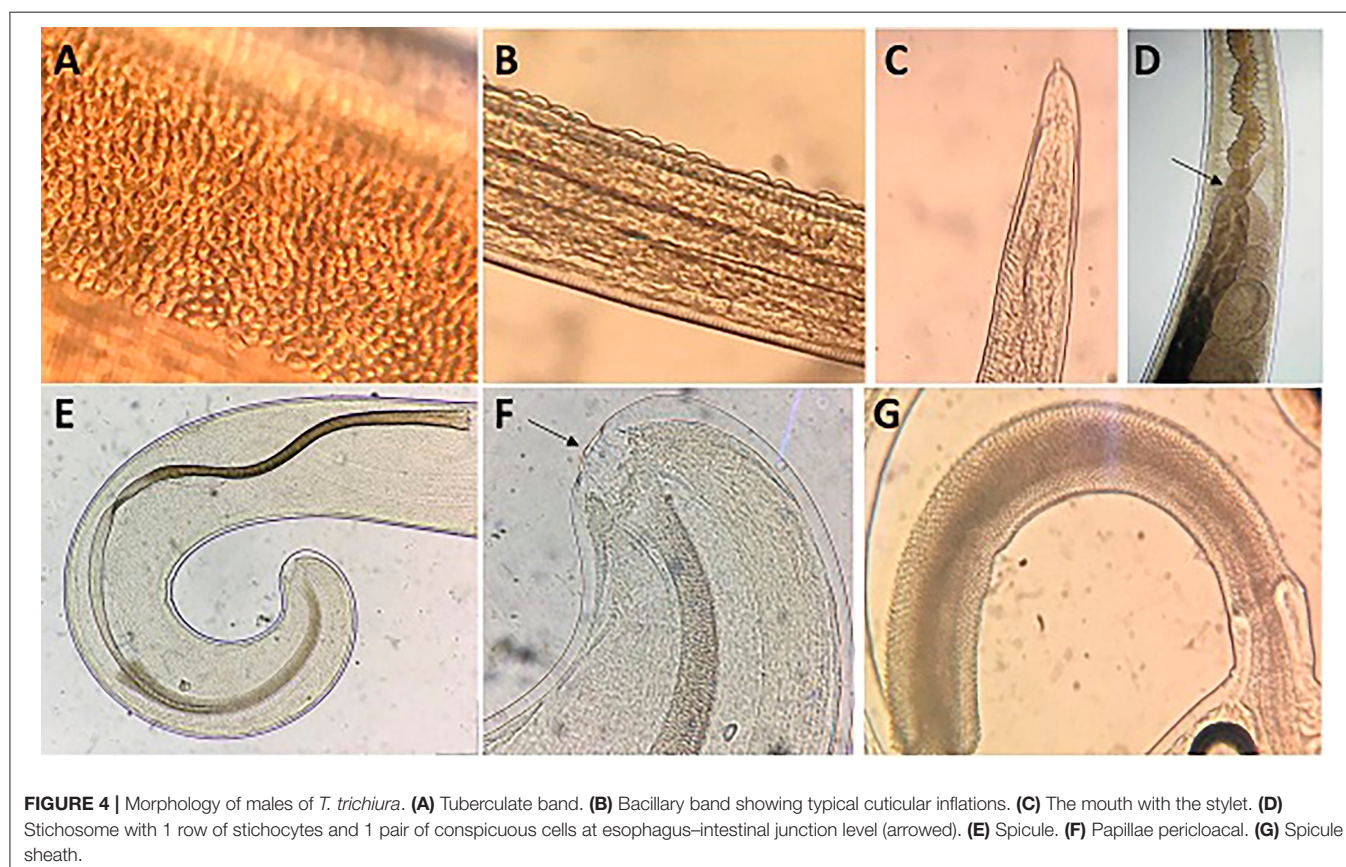 A
B
C
D
E
F
G
FIGURE 4 | Morphology of males of T. trichiura. (A) Tuberculate band. (B) Bacillary band showing typical cuticular inflations. (C) The mouth with the stylet. (D)
Stichosome with 1 row of stichocytes and 1 pair of conspicuous cells at esophagus–intestinal junction level (arrowed). (E) Spicule. (F) Papillae pericloacal. (G) Spicule
sheath.